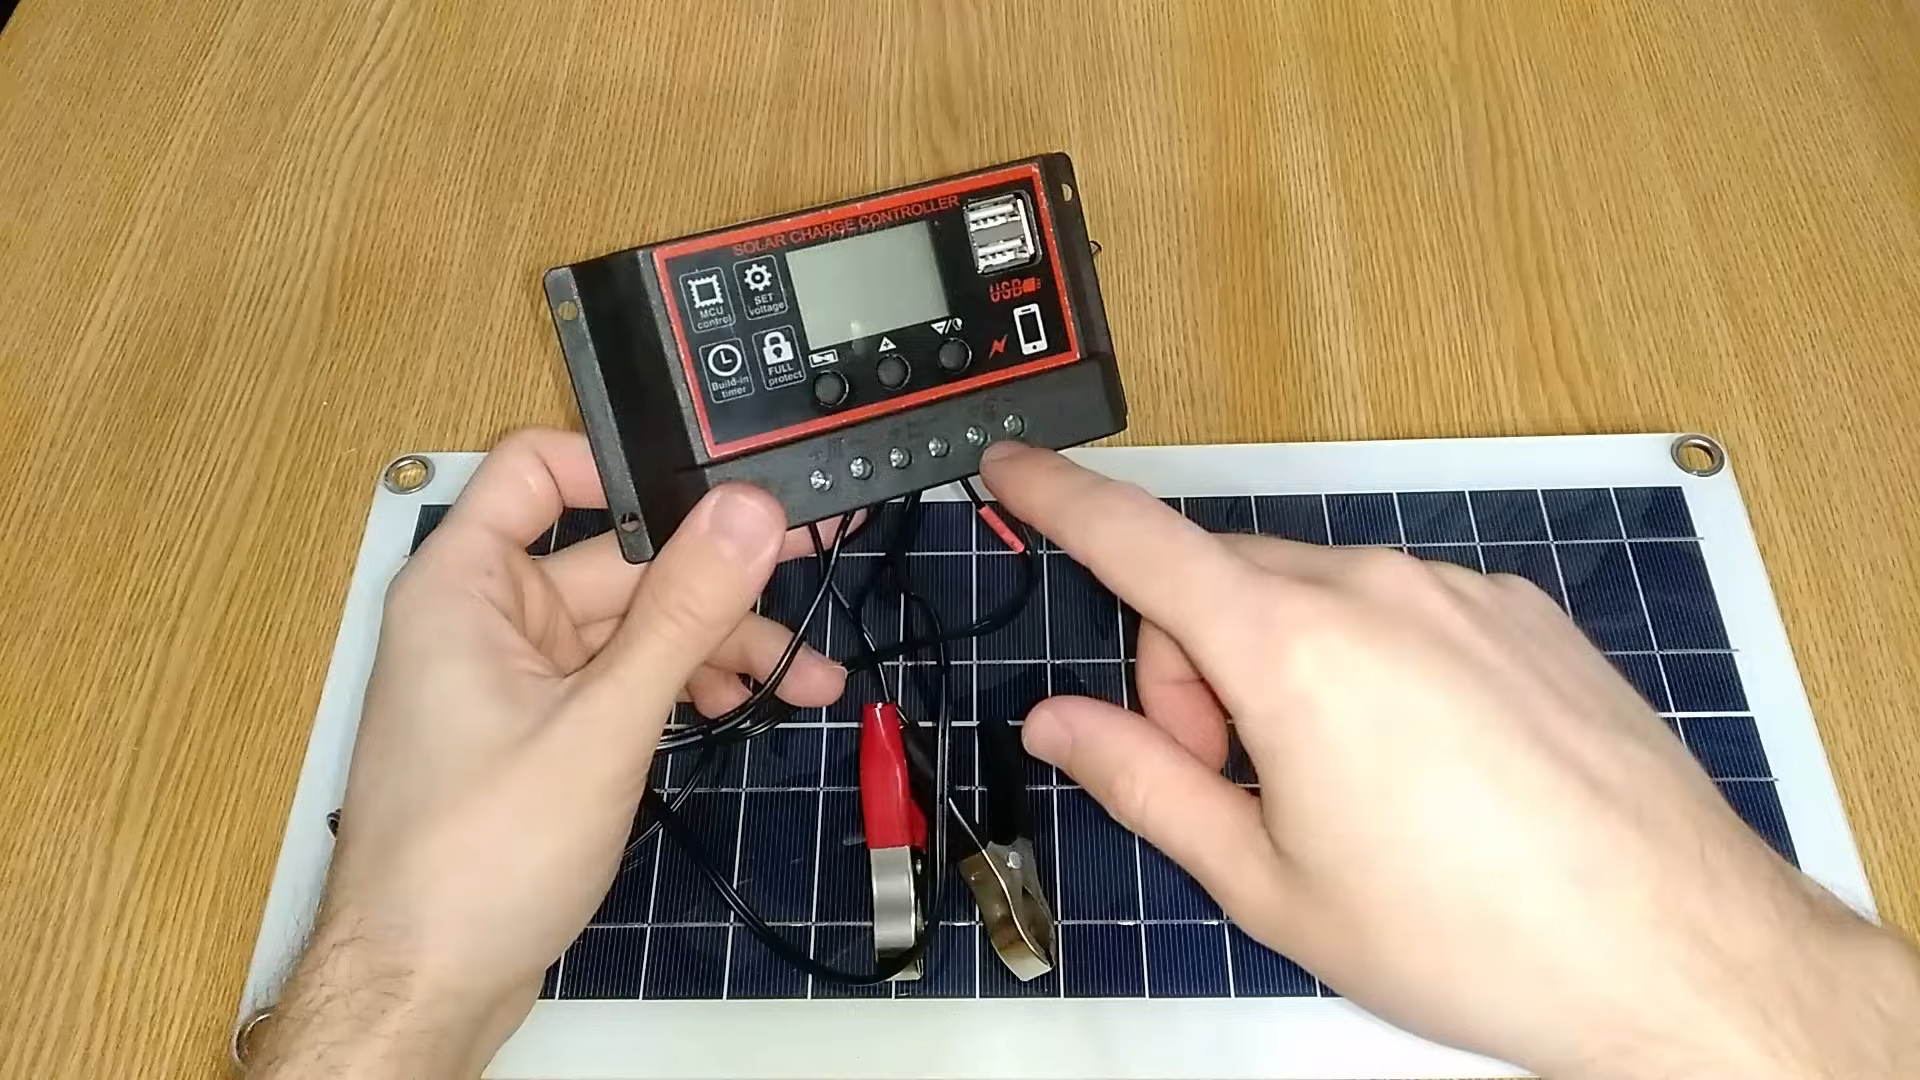 SOLAR CHARGE CONTROLLER
MCU
control
SET
voltage
Build-in
timer
FULL
protect
USB